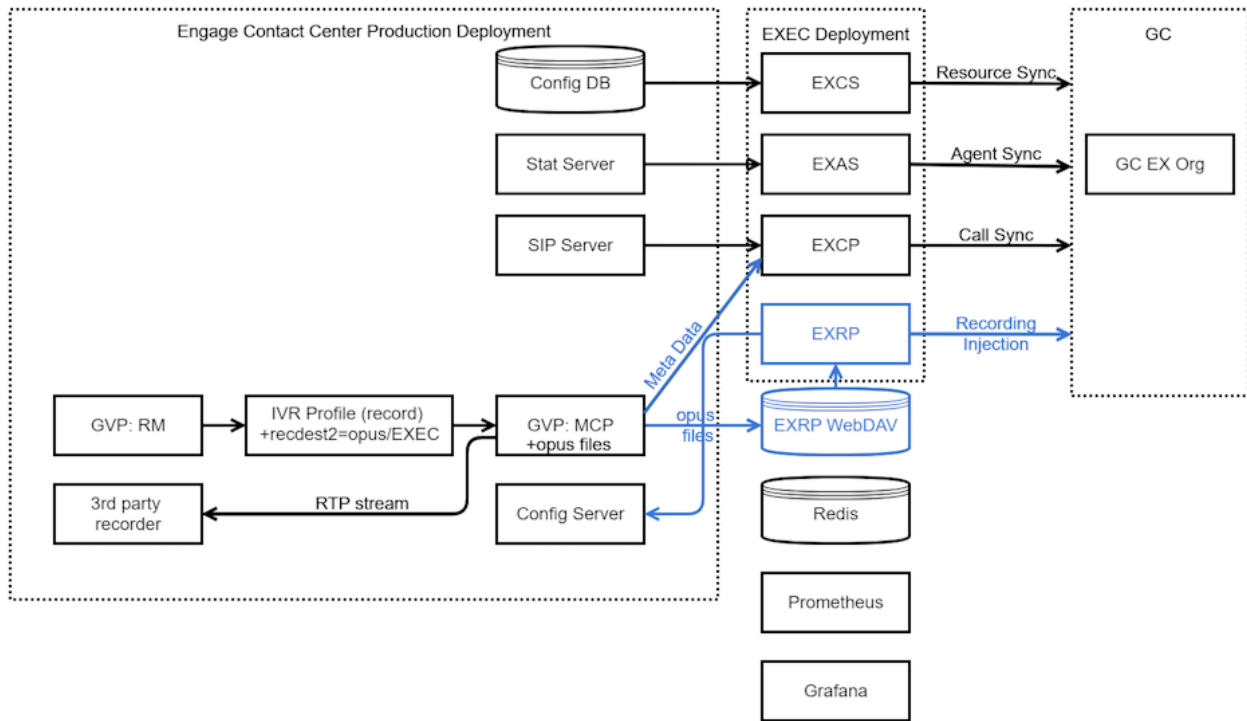 Engage Contact Center Production Deployment
EXEC Deployment
GC
Config DB
EXCS
Resource Sync
Stat Server
EXAS
Agent Sync
GC EX Org
SIP Server
EXCP
Call Sync
Meta Data
EXRP
Recording
Injection
GVP: RM
IVR Profile (record)
+recdest2=opus/EXEC
GVP: MCP
+opus files
opus
files
EXRP WebDAV
3rd party
recorder
RTP stream
Config Server
Redis
Prometheus
Grafana